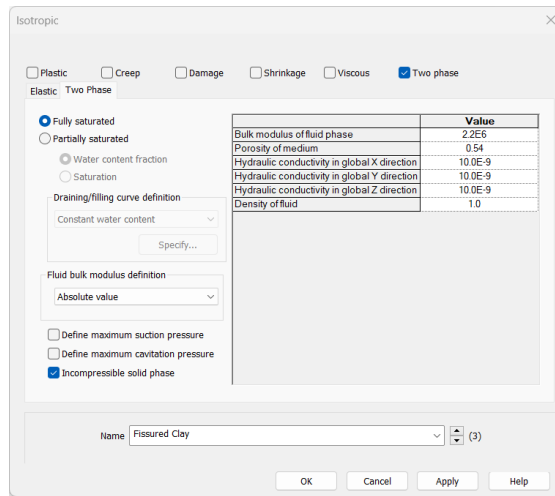 Isotropic
Plastic Creep Damage Shrinkage Viscous Two phase
Elastic Two Phase
Fully saturated
Partially saturated
Water content fraction
Saturation
Draining/filling curve definition
Constant water content
Specify...
Fluid bulk modulus definition
Absolute value
Define maximum suction pressure
Define maximum cavitation pressure
Incompressible solid phase
Value
Bulk modulus of fluid phase 2.2E6
Porosity of medium 0.54
Hydraulic conductivity in global X direction 10.0E-9
Hydraulic conductivity in global Y direction 10.0E-9
Hydraulic conductivity in global Z direction 10.0E-9
Density of fluid 1.0
Name Fissured Clay (3)
OK Cancel Apply Help